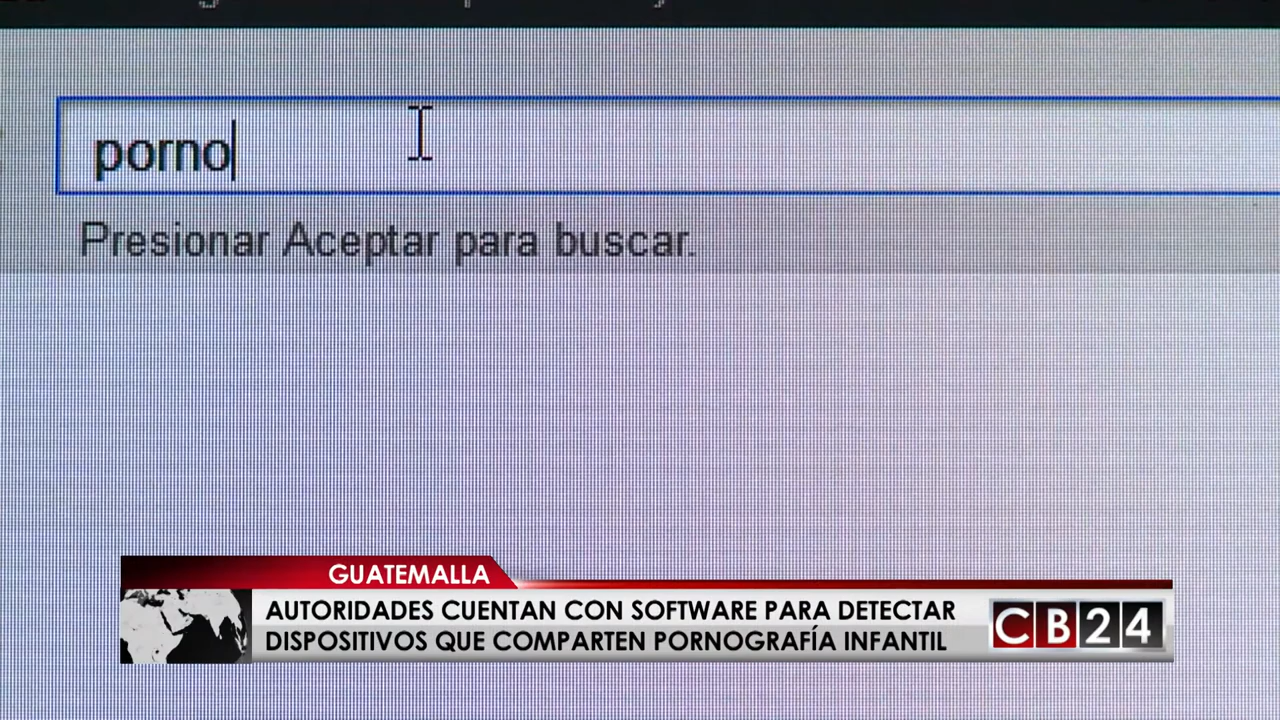 porno
Presionar Aceptar para buscar.
GUATEMALLA
AUTORIDADES CUENTAN CON SOFTWARE PARA DETECTAR
DISPOSITIVOS QUE COMPARTEN PORNOGRAFÍA INFANTIL
CB24